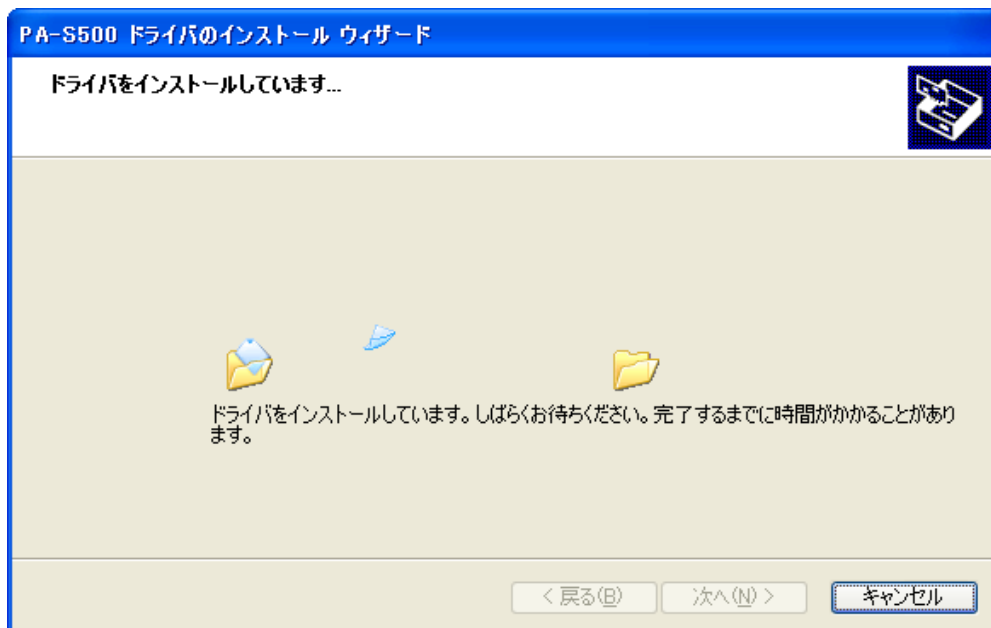 PA-S500 ドライバのインストール ウィザード
ドライバをインストールしています...
ドライバをインストールしています。しばらくお待ちください。完了するまでに時間がかかることがあり
ます。
< 戻る(B)
次へ(N) >
キャンセル